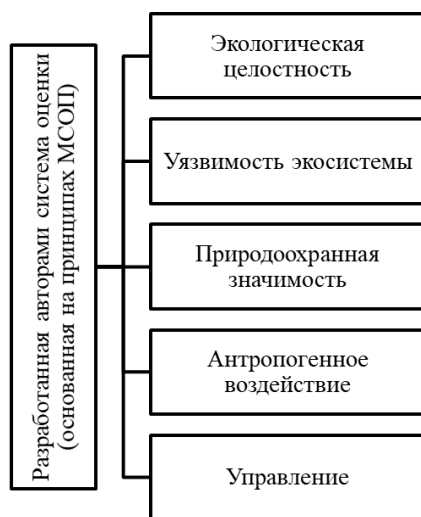 Разработанная авторами система оценки
(основанная на принципах МСОП)
Экологическая
целостность
Уязвимость экосистемы
Природоохранная
значимость
Антропогенное
воздействие
Управление